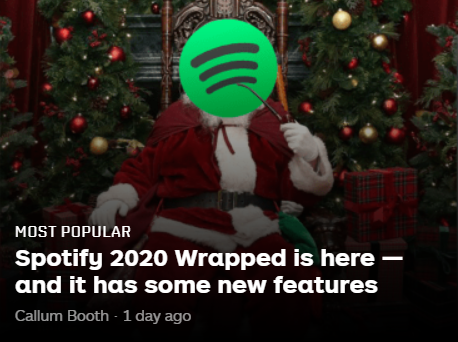 MOST POPULAR
Spotify 2020 Wrapped is here —
and it has some new features
Callum Booth · 1 day ago